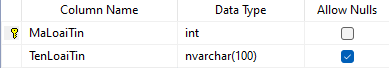 Column Name Data Type Allow Nulls
MaLoaiTin int
TenLoaiTin nvarchar(100)